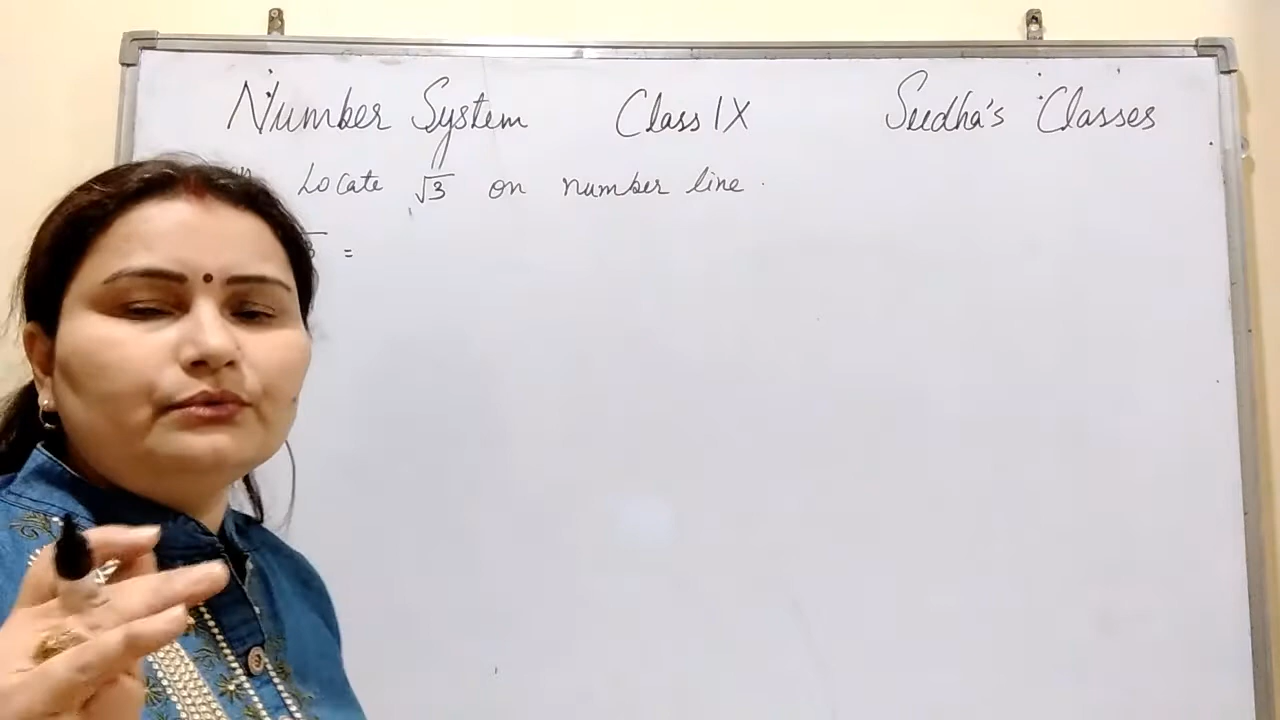 Number System Class IX Seedha's Classes
Locate √3 on number line.
=